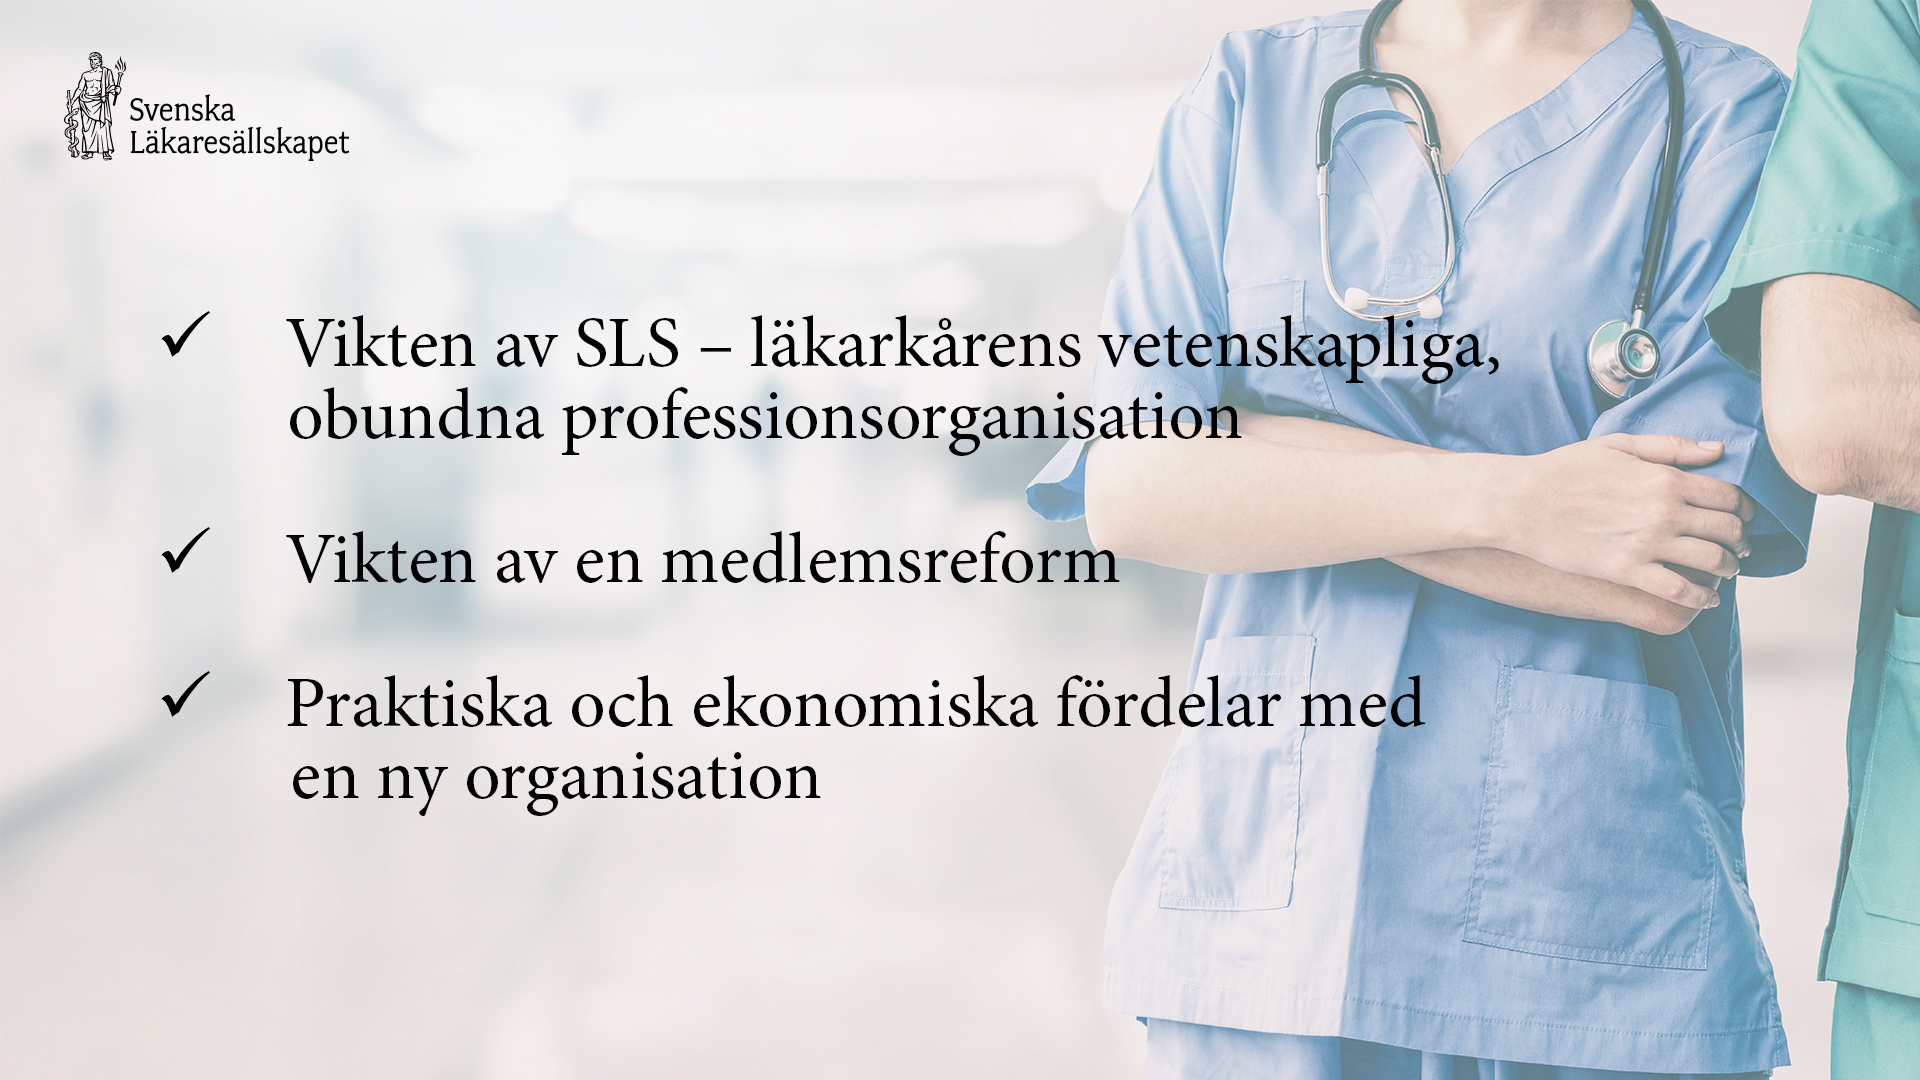 Svenska
Läkaresällskapet
✓ Vikten av SLS – läkarkårens vetenskapliga,
obundna professionsorganisation
✓ Vikten av en medlemsreform
✓ Praktiska och ekonomiska fördelar med
en ny organisation